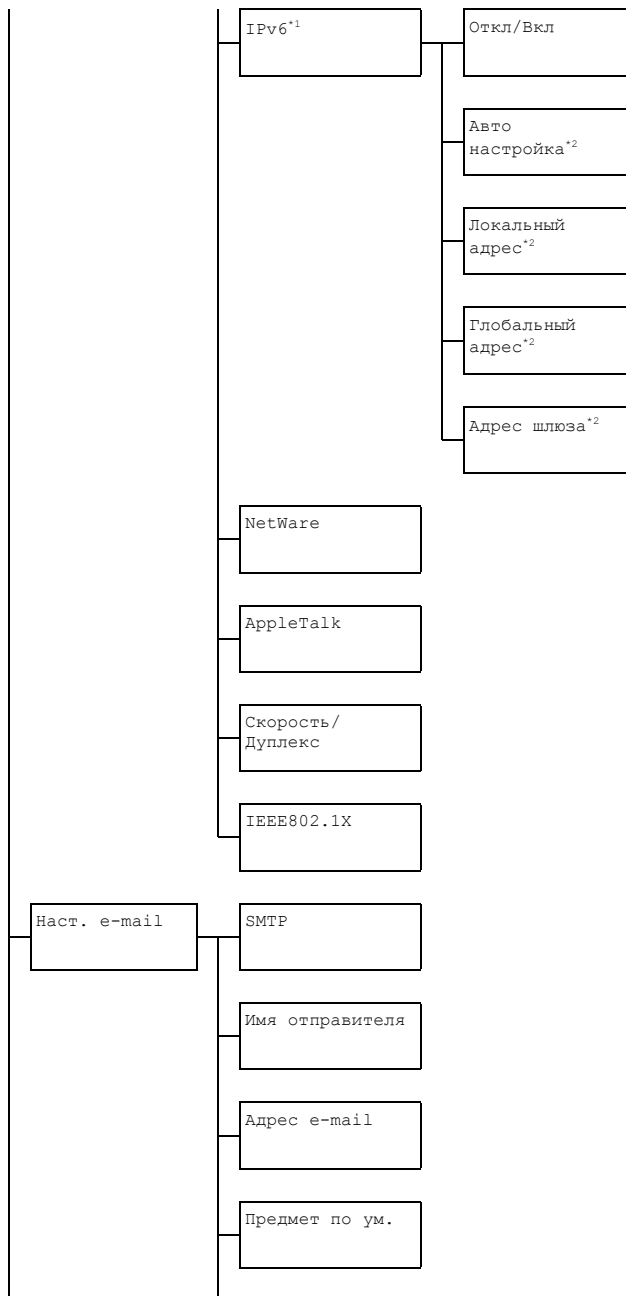 IPv6*1
Откл/Вкл
Авто
настройка*2
Локальный
адрес*2
Глобальный
адрес*2
Адрес шлюза*2
NetWare
AppleTalk
Скорость/
Дуплекс
IEEE802.1X
Наст. e-mail
SMTP
Имя отправителя
Адрес e-mail
Предмет по ум.